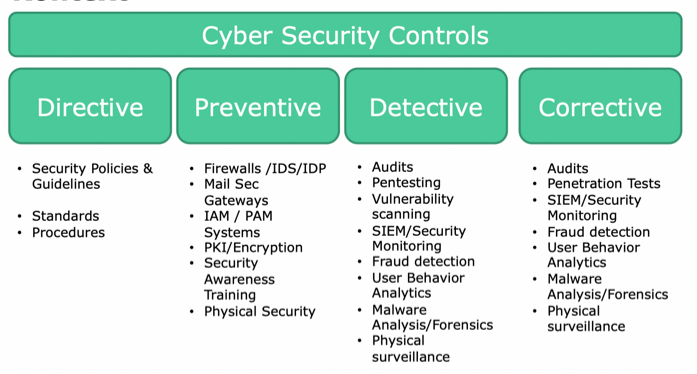 Cyber Security Controls
Directive
Preventive
Detective
Corrective
• Security Policies &
Guidelines
• Standards
• Procedures
• Firewalls /IDS/IDP
• Mail Sec
Gateways
• IAM / PAM
Systems
• PKI/Encryption
• Security
Awareness
Training
• Physical Security
• Audits
• Pentesting
• Vulnerability
scanning
• SIEM/Security
Monitoring
• Fraud detection
• User Behavior
Analytics
• Malware
Analysis/Forensics
• Physical
surveillance
• Audits
• Penetration Tests
• SIEM/Security
Monitoring
• Fraud detection
• User Behavior
Analytics
• Malware
Analysis/Forensics
• Physical
surveillance